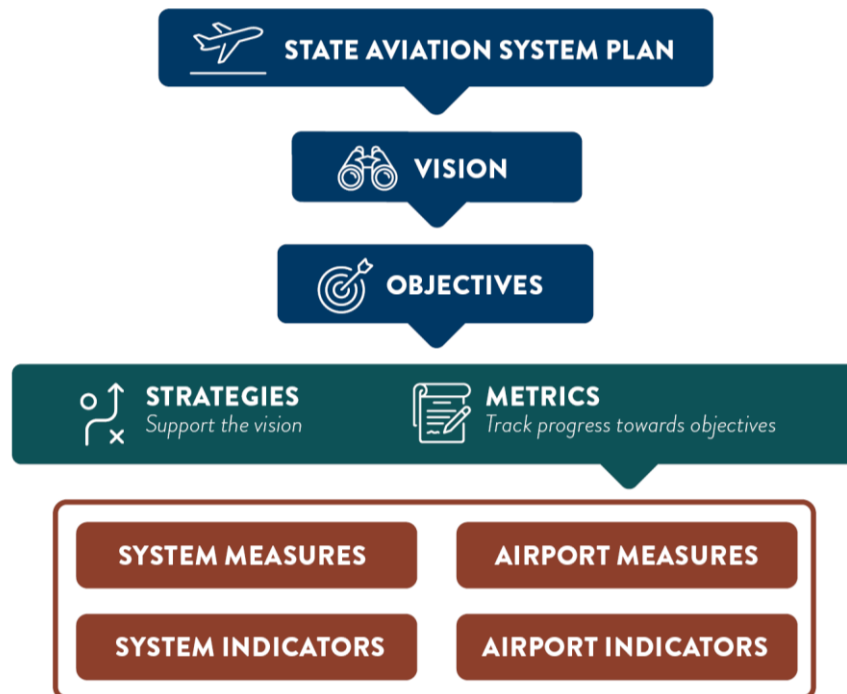 STATE AVIATION SYSTEM PLAN
VISION
OBJECTIVES
STRATEGIES
Support the vision
METRICS
Track progress towards objectives
SYSTEM MEASURES
AIRPORT MEASURES
SYSTEM INDICATORS
AIRPORT INDICATORS